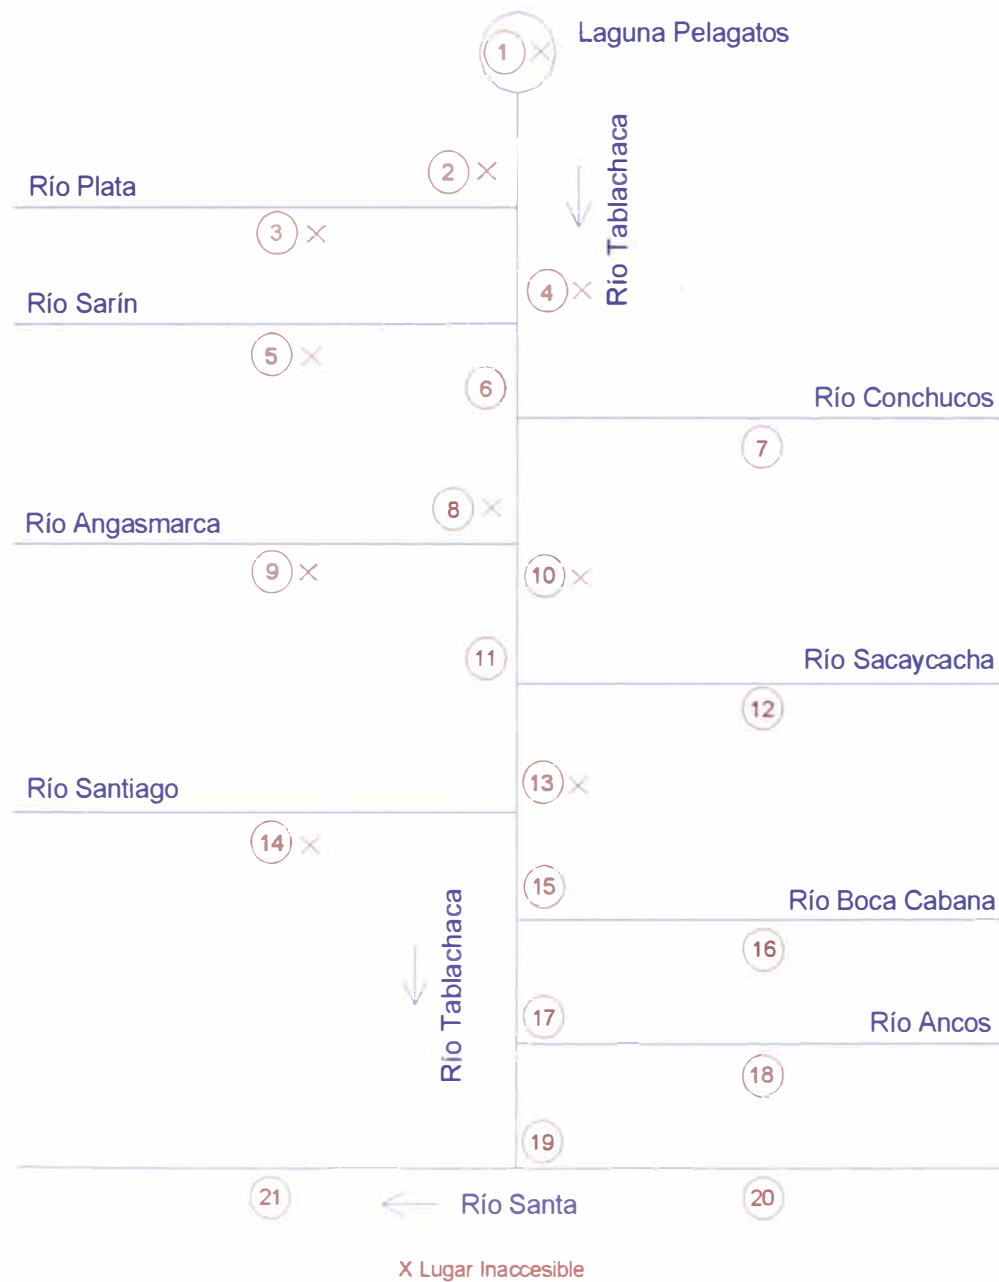 Laguna Pelagatos
1 X
Río Tablachaca
2 X
Río Plata
3 X
4 X
Río Sarín
5 X
6
Río Conchucos
7
8 X
Río Angasmarca
9 X
10 X
11
Río Sacaycacha
12
13 X
Río Santiago
14 X
15
Río Boca Cabana
16
Río Tablachaca
17
Río Ancos
18
19
21
Río Santa
20
X Lugar Inaccesible